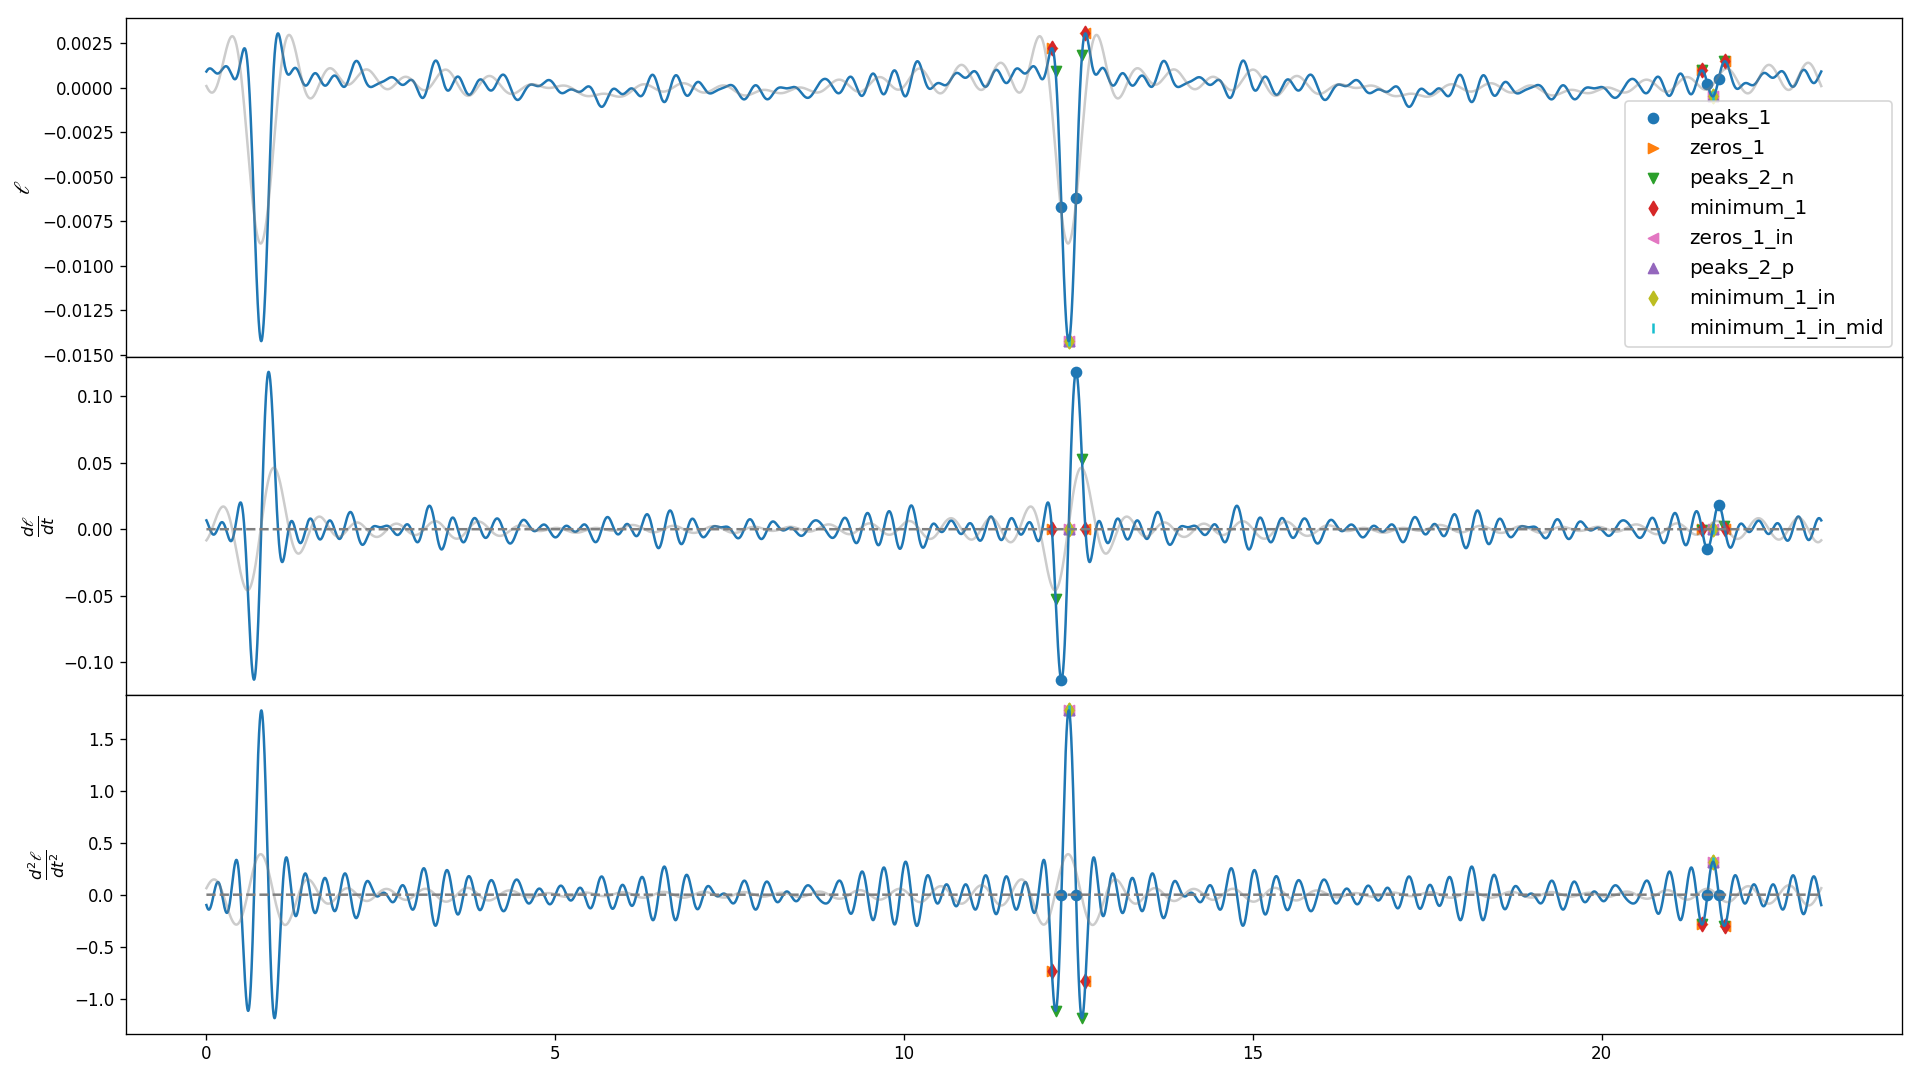 0.0025
0.0000
−0.0025
−0.0050
−0.0075
−0.0100
−0.0125
−0.0150
ℓ
peaks_1
zeros_1
peaks_2_n
minimum_1
zeros_1_in
peaks_2_p
minimum_1_in
minimum_1_in_mid
0.10
0.05
0.00
−0.05
−0.10
dℓ
dt
1.5
1.0
0.5
0.0
−0.5
−1.0
d²ℓ
dt²
0 5 10 15 20